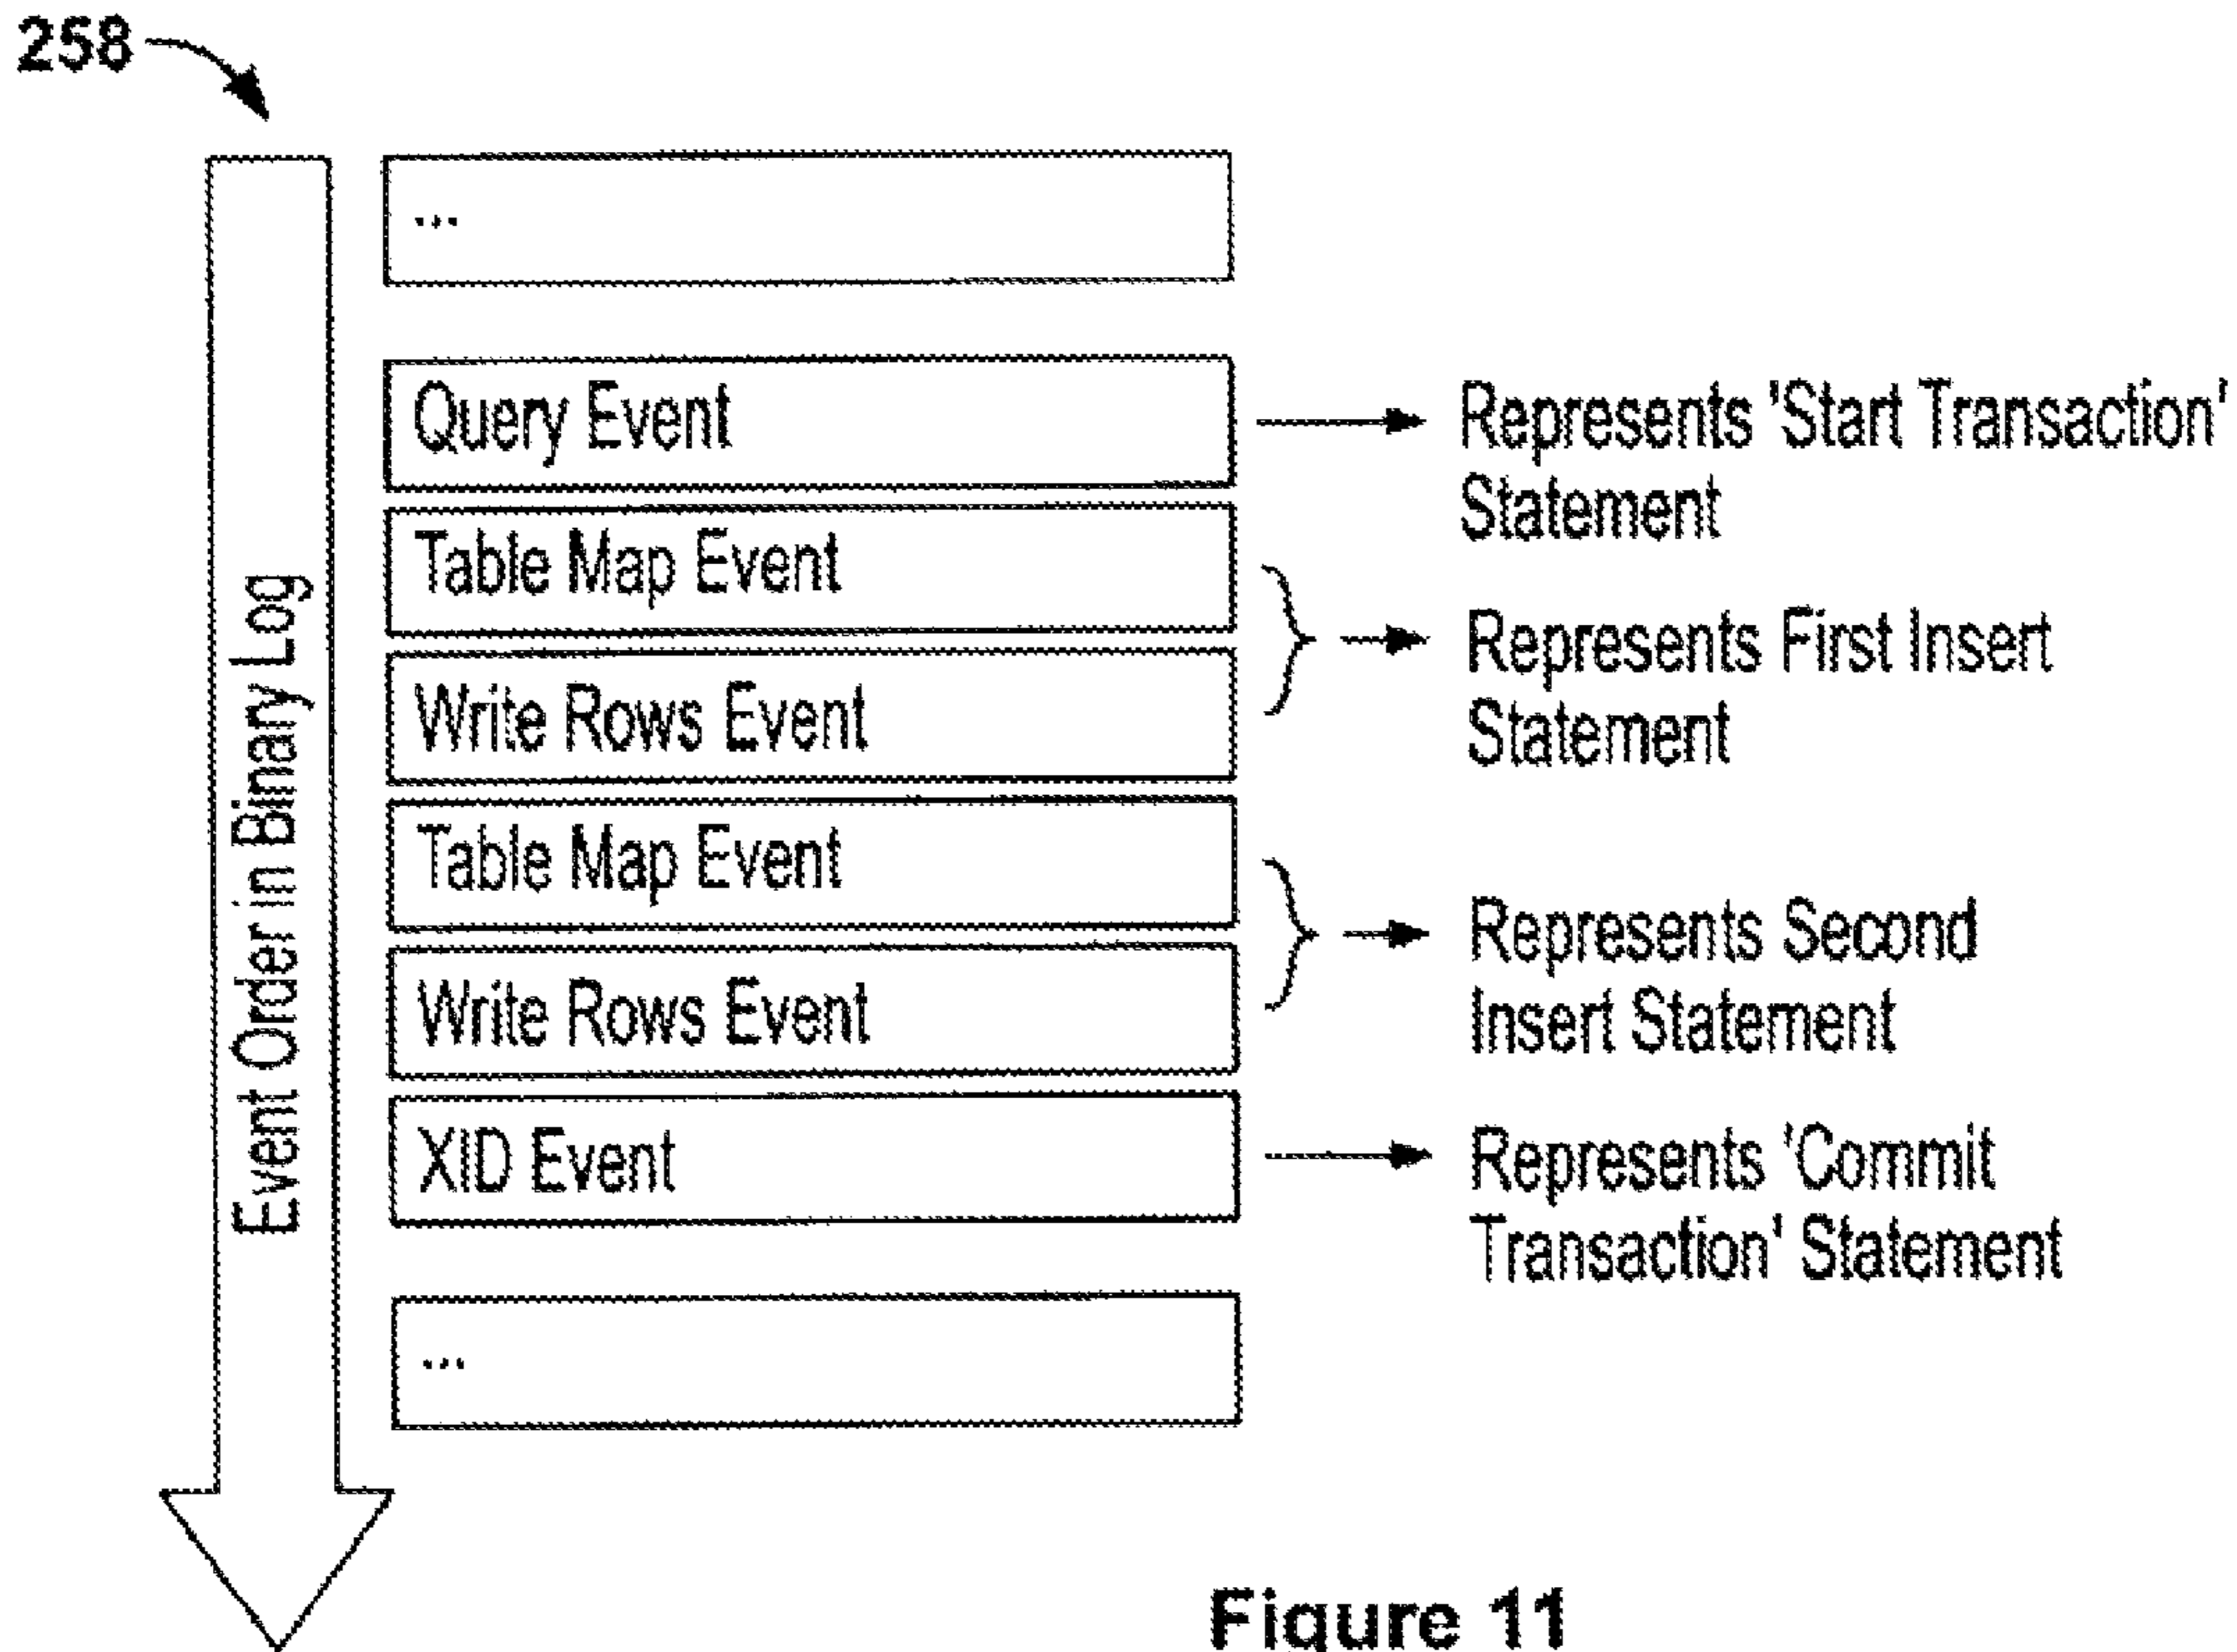 258
Event Order in Binary Log
...
Query Event
Represents 'Start Transaction'
Statement
Table Map Event
Write Rows Event
Represents First Insert
Statement
Table Map Event
Write Rows Event
Represents Second
Insert Statement
XID Event
Represents 'Commit
Transaction' Statement
...
Figure 11